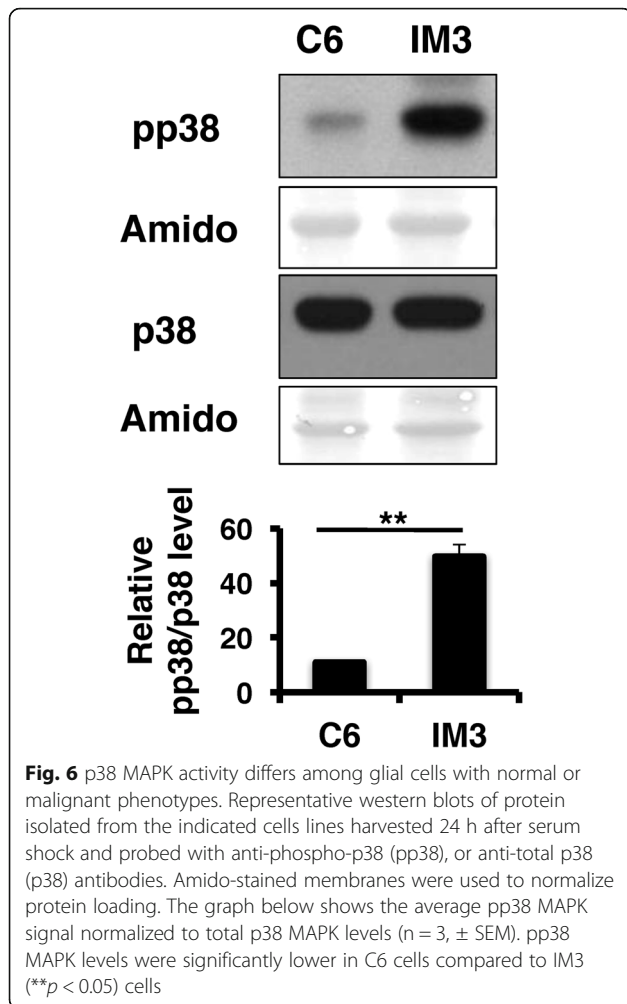 C6 IM3
pp38
Amido
p38
Amido
**
Relative
pp38/p38 level
60
40
20
0
C6 IM3
Fig. 6 p38 MAPK activity differs among glial cells with normal or
malignant phenotypes. Representative western blots of protein
isolated from the indicated cells lines harvested 24 h after serum
shock and probed with anti-phospho-p38 (pp38), or anti-total p38
(p38) antibodies. Amido-stained membranes were used to normalize
protein loading. The graph below shows the average pp38 MAPK
signal normalized to total p38 MAPK levels (n = 3, ± SEM). pp38
MAPK levels were significantly lower in C6 cells compared to IM3
(**p < 0.05) cells